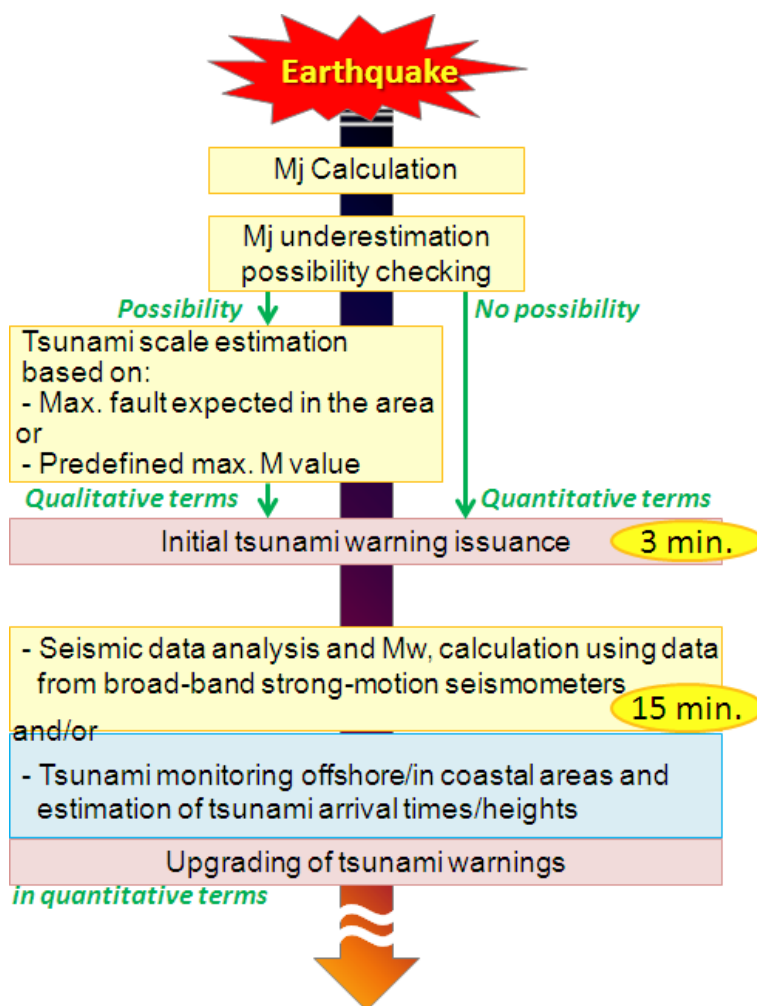 Earthquake
Mj Calculation
Mj underestimation
possibility checking
Possibility
No possibility
Tsunami scale estimation
based on:
- Max. fault expected in the area
or
- Predefined max. M value
Qualitative terms
Quantitative terms
Initial tsunami warning issuance
3 min.
- Seismic data analysis and Mw, calculation using data
from broad-band strong-motion seismometers
15 min.
and/or
- Tsunami monitoring offshore/in coastal areas and
estimation of tsunami arrival times/heights
Upgrading of tsunami warnings
in quantitative terms